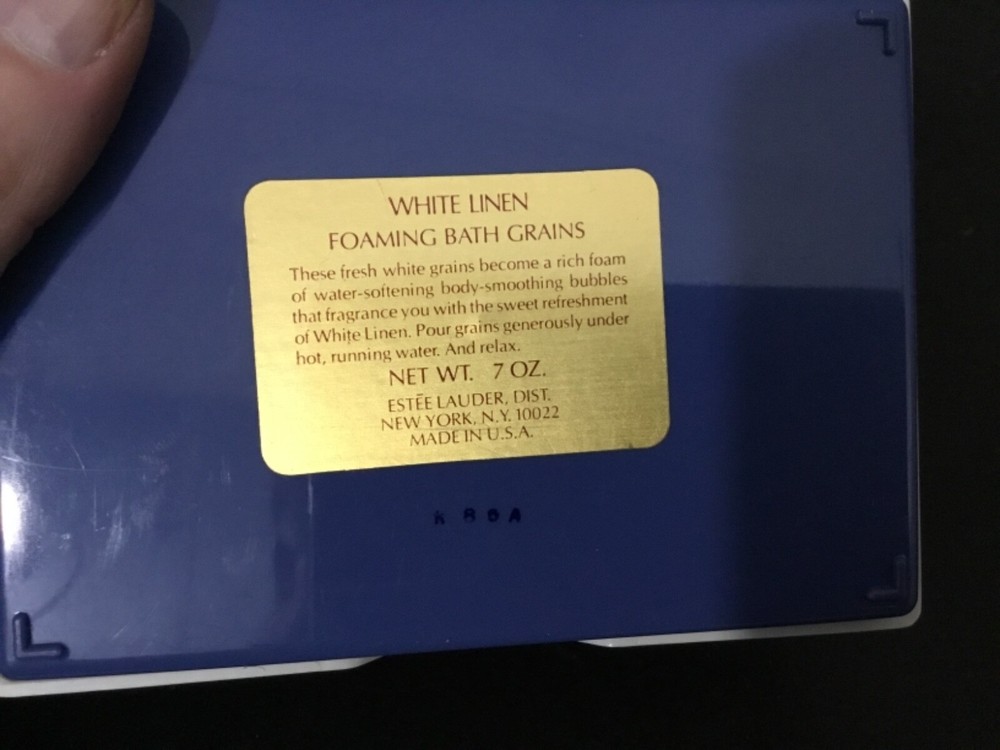 WHITE LINEN
FOAMING BATH GRAINS
These fresh white grains become a rich foam
of water-softening body-smoothing bubbles
that fragrance you with the sweet refreshment
of White Linen. Pour grains generously under
hot, running water. And relax.
NET WT. 7 OZ.
ESTĒE LAUDER, DIST.
NEW YORK, N.Y. 10022
MADE IN U.S.A.